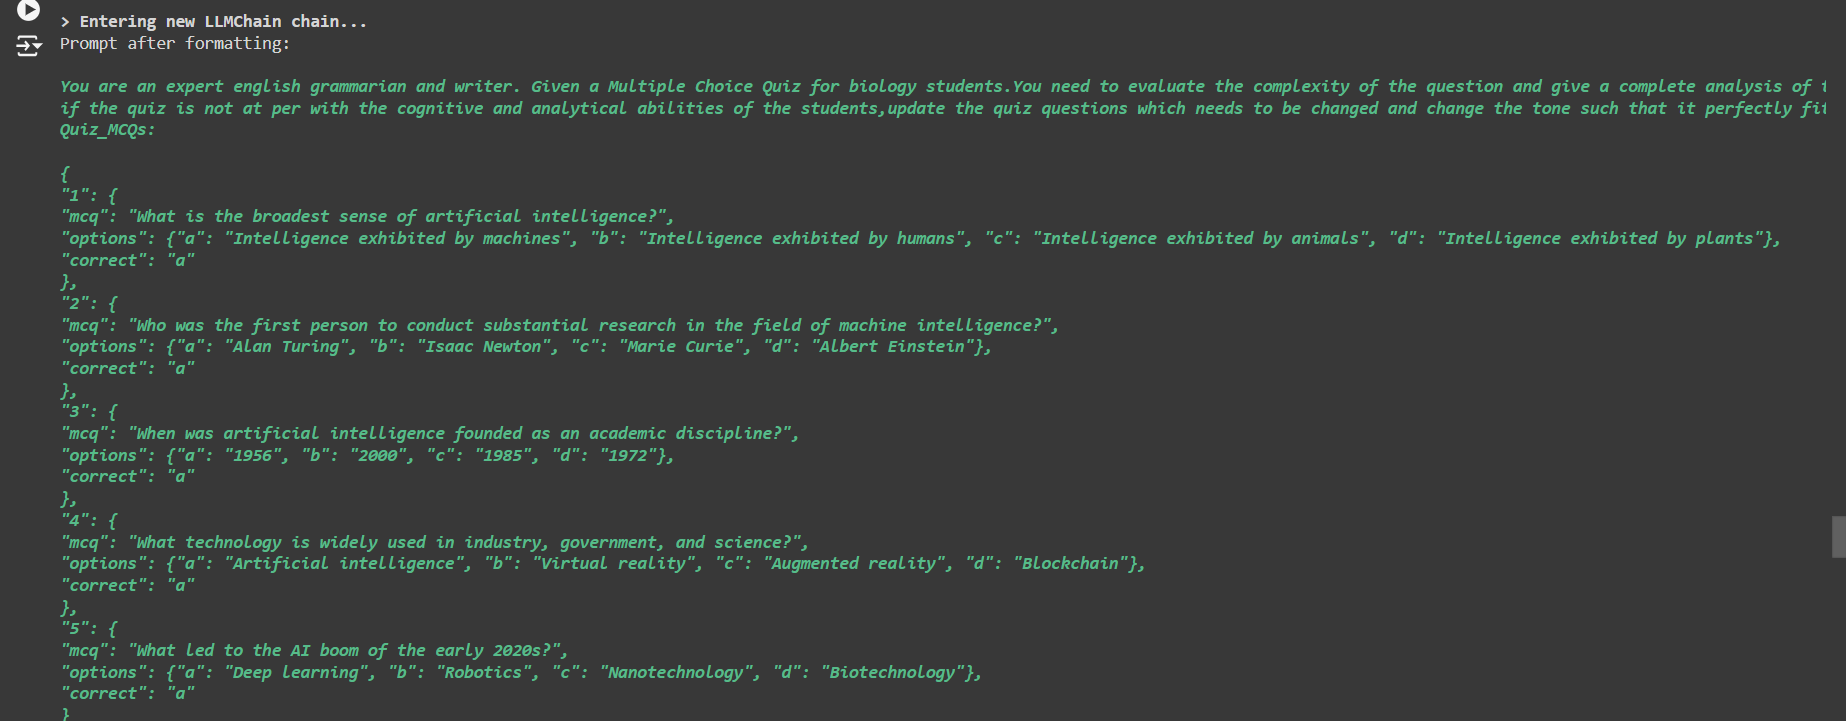 > Entering new LLMChain chain...
Prompt after formatting:
You are an expert english grammarian and writer. Given a Multiple Choice Quiz for biology students.You need to evaluate the complexity of the question and give a complete analysis of
if the quiz is not at per with the cognitive and analytical abilities of the students,update the quiz questions which needs to be changed and change the tone such that it perfectly
Quiz_MCQs:
{
"1": {
"mcq": "What is the broadest sense of artificial intelligence?",
"options": {"a": "Intelligence exhibited by machines", "b": "Intelligence exhibited by humans", "c": "Intelligence exhibited by animals", "d": "Intelligence exhibited by plants"},
"correct": "a"
},
"2": {
"mcq": "Who was the first person to conduct substantial research in the field of machine intelligence?",
"options": {"a": "Alan Turing", "b": "Isaac Newton", "c": "Marie Curie", "d": "Albert Einstein"},
"correct": "a"
},
"3": {
"mcq": "When was artificial intelligence founded as an academic discipline?",
"options": {"a": "1956", "b": "2000", "c": "1985", "d": "1972"},
"correct": "a"
},
"4": {
"mcq": "What technology is widely used in industry, government, and science?",
"options": {"a": "Artificial intelligence", "b": "Virtual reality", "c": "Augmented reality", "d": "Blockchain"},
"correct": "a"
},
"5": {
"mcq": "What led to the AI boom of the early 2020s?",
"options": {"a": "Deep learning", "b": "Robotics", "c": "Nanotechnology", "d": "Biotechnology"},
"correct": "a"
}